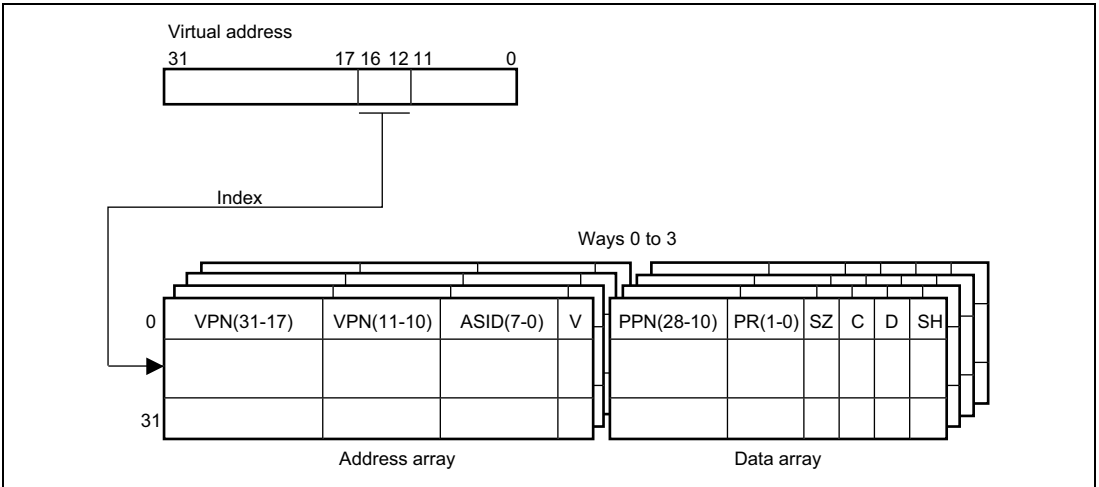 Virtual address
31 17 16 12 11 0
Index
Ways 0 to 3
0 VPN(31-17) VPN(11-10) ASID(7-0) V PPN(28-10) PR(1-0) SZ C D SH
31
Address array Data array